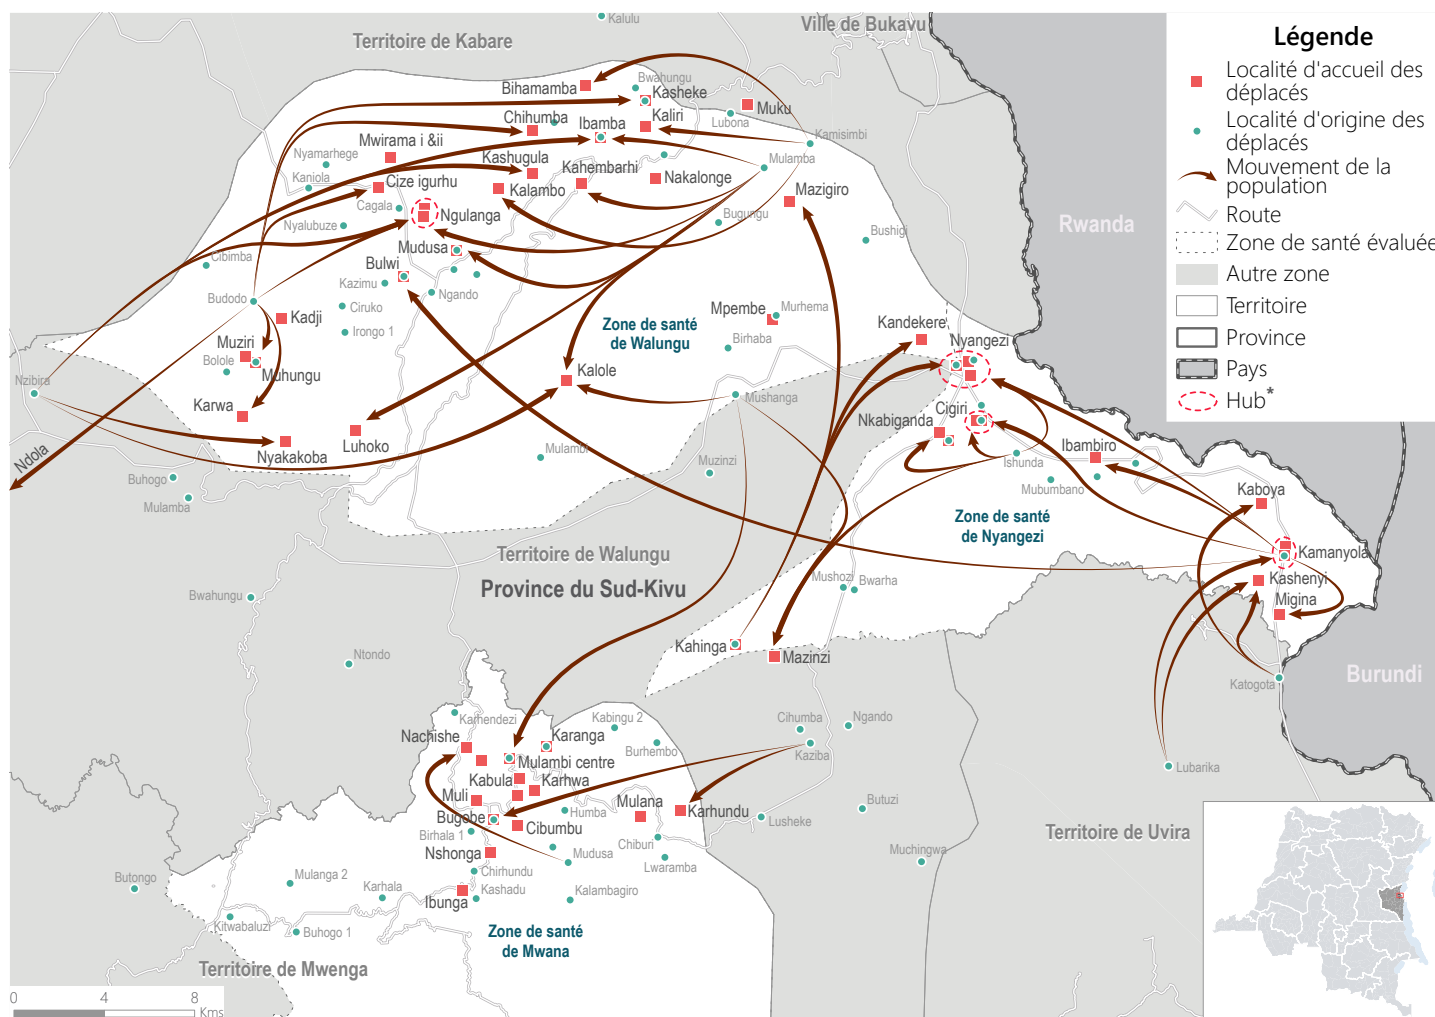 Kalulu
Ville de Bukavu
Territoire de Kabare
Légende
Localité d'accueil des
déplacés
Localité d'origine des
déplacés
Mouvement de la
population
Route
Zone de santé évaluée
Autre zone
Territoire
Province
Pays
Hub*
Bihamamba
Bwahungu
Kasheke
Muku
Lubona
Chihumba
Ibamba
Kaliri
Kamisimbi
Mwirama i &ii
Nyamarhege
Kashugula
Kahembarhi
Mulamba
Kaniola
Cize igurhu
Kalambo
Nakalonge
Mazigiro
Cagala
Ngulanga
Nyalubuze
Bugungu
Bushigi
Rwanda
Mudusa
Cibimba
Bulwi
Kazimu
Ngando
Budodo
Ciruko
Kadji
Irongo 1
Mpembe
Murhema
Zone de santé
de Walungu
Birhaba
Kandekere
Nyangezi
Muziri
Bolole
Muhungu
Nzibira
Kalole
Mushanga
Karwa
Cigiri
Nkabiganda
Luhoko
Nyakakoba
Ndola
Mulambi
Muzinzi
Ishunda
Ibambiro
Buhogo
Mulamba
Mubumbano
Kaboya
Zone de santé
de Nyangezi
Territoire de Walungu
Kamanyola
Province du Sud-Kivu
Mushozi
Bwarha
Kashenyi
Migina
Bwahungu
Kahinga
Mazinzi
Ntondo
Katogota
Burundi
Karhendezi
Kabingu 2
Cihumba
Ngando
Nachishe
Karanga
Burhembo
Kaziba
Mulambi centre
Lubarika
Kabula
Karhwa
Muli
Mulana
Karhundu
Bugobe
Humba
Lusheke
Butuzi
Cibumbu
Birhala 1
Chiburi
Territoire de Uvira
Nshonga
Mudusa
Lwaramba
Muchingwa
Chirhundu
Butongo
Mulanga 2
Karhala
Kashadu
Kalambagiro
Ibunga
Kitwabaluzi
Buhogo 1
Zone de santé
de Mwana
Territoire de Mwenga
0 4 8
Kms